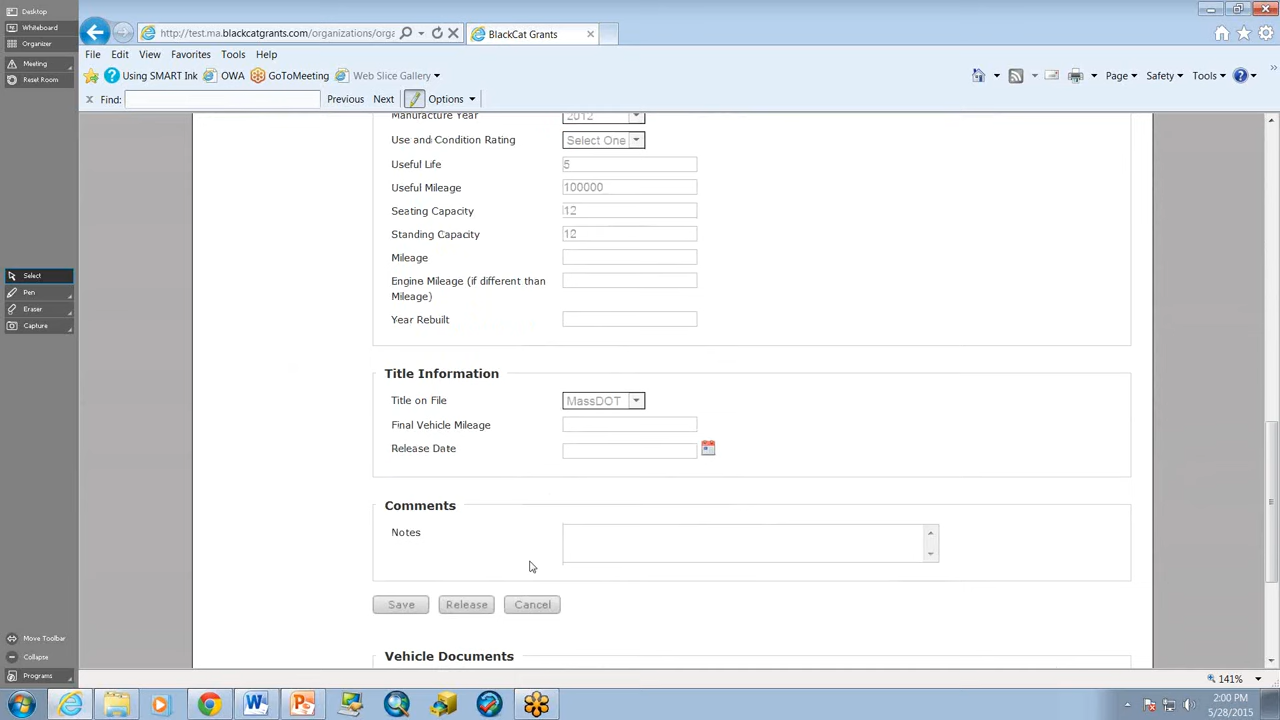 Desktop
Whiteboard
Organizer
Meeting
Reset Room
Select
Pen
Eraser
Capture
Move Toolbar
Collapse
Programs
http://test.ma.blackcatgrants.com/organizations/orga
BlackCat Grants
File Edit View Favorites Tools Help
Using SMART Ink OWA GoToMeeting Web Slice Gallery
Page Safety Tools
Find: Previous Next Options
Manufacture Year 2012
Use and Condition Rating Select One
Useful Life 5
Useful Mileage 100000
Seating Capacity 12
Standing Capacity 12
Mileage
Engine Mileage (if different than
Mileage)
Year Rebuilt
Title Information
Title on File MassDOT
Final Vehicle Mileage
Release Date
Comments
Notes
Save Release Cancel
Vehicle Documents
141%
2:00 PM
5/28/2015